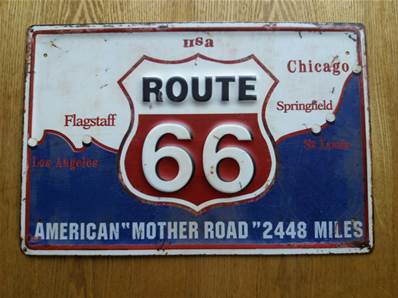 usa
Chicago
ROUTE
Springfield
Flagstaff
66
St Louis
Los Angeles
AMERICAN "MOTHER ROAD" 2448 MILES